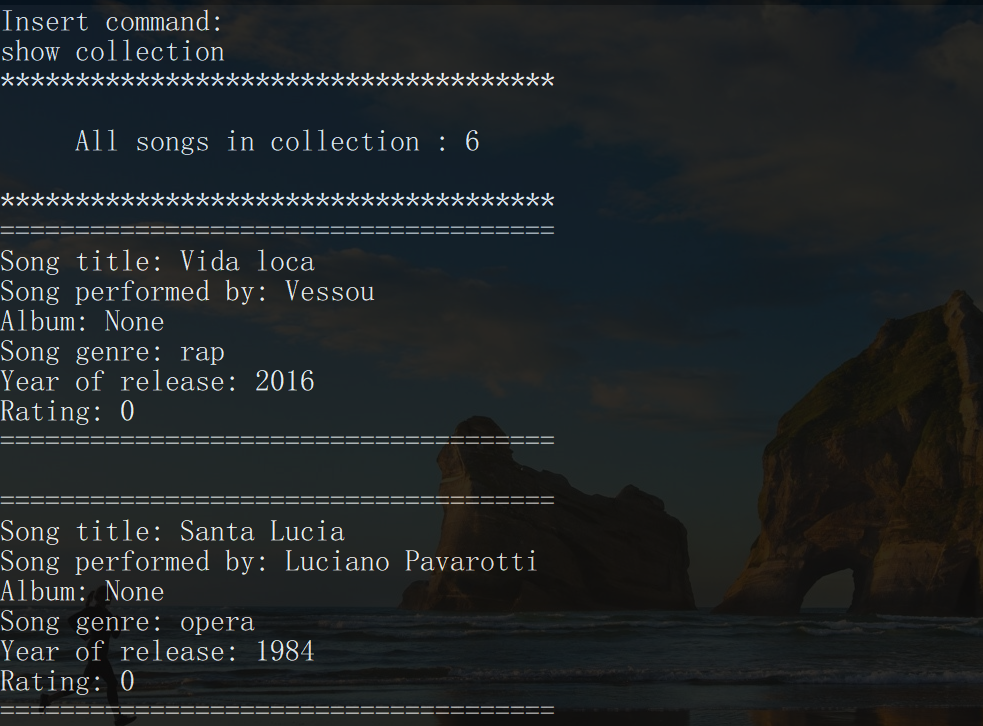 Insert command:
show collection
*************************************
All songs in collection : 6
*************************************
=====================================
Song title: Vida loca
Song performed by: Vessou
Album: None
Song genre: rap
Year of release: 2016
Rating: 0
=====================================
=====================================
Song title: Santa Lucia
Song performed by: Luciano Pavarotti
Album: None
Song genre: opera
Year of release: 1984
Rating: 0
=====================================